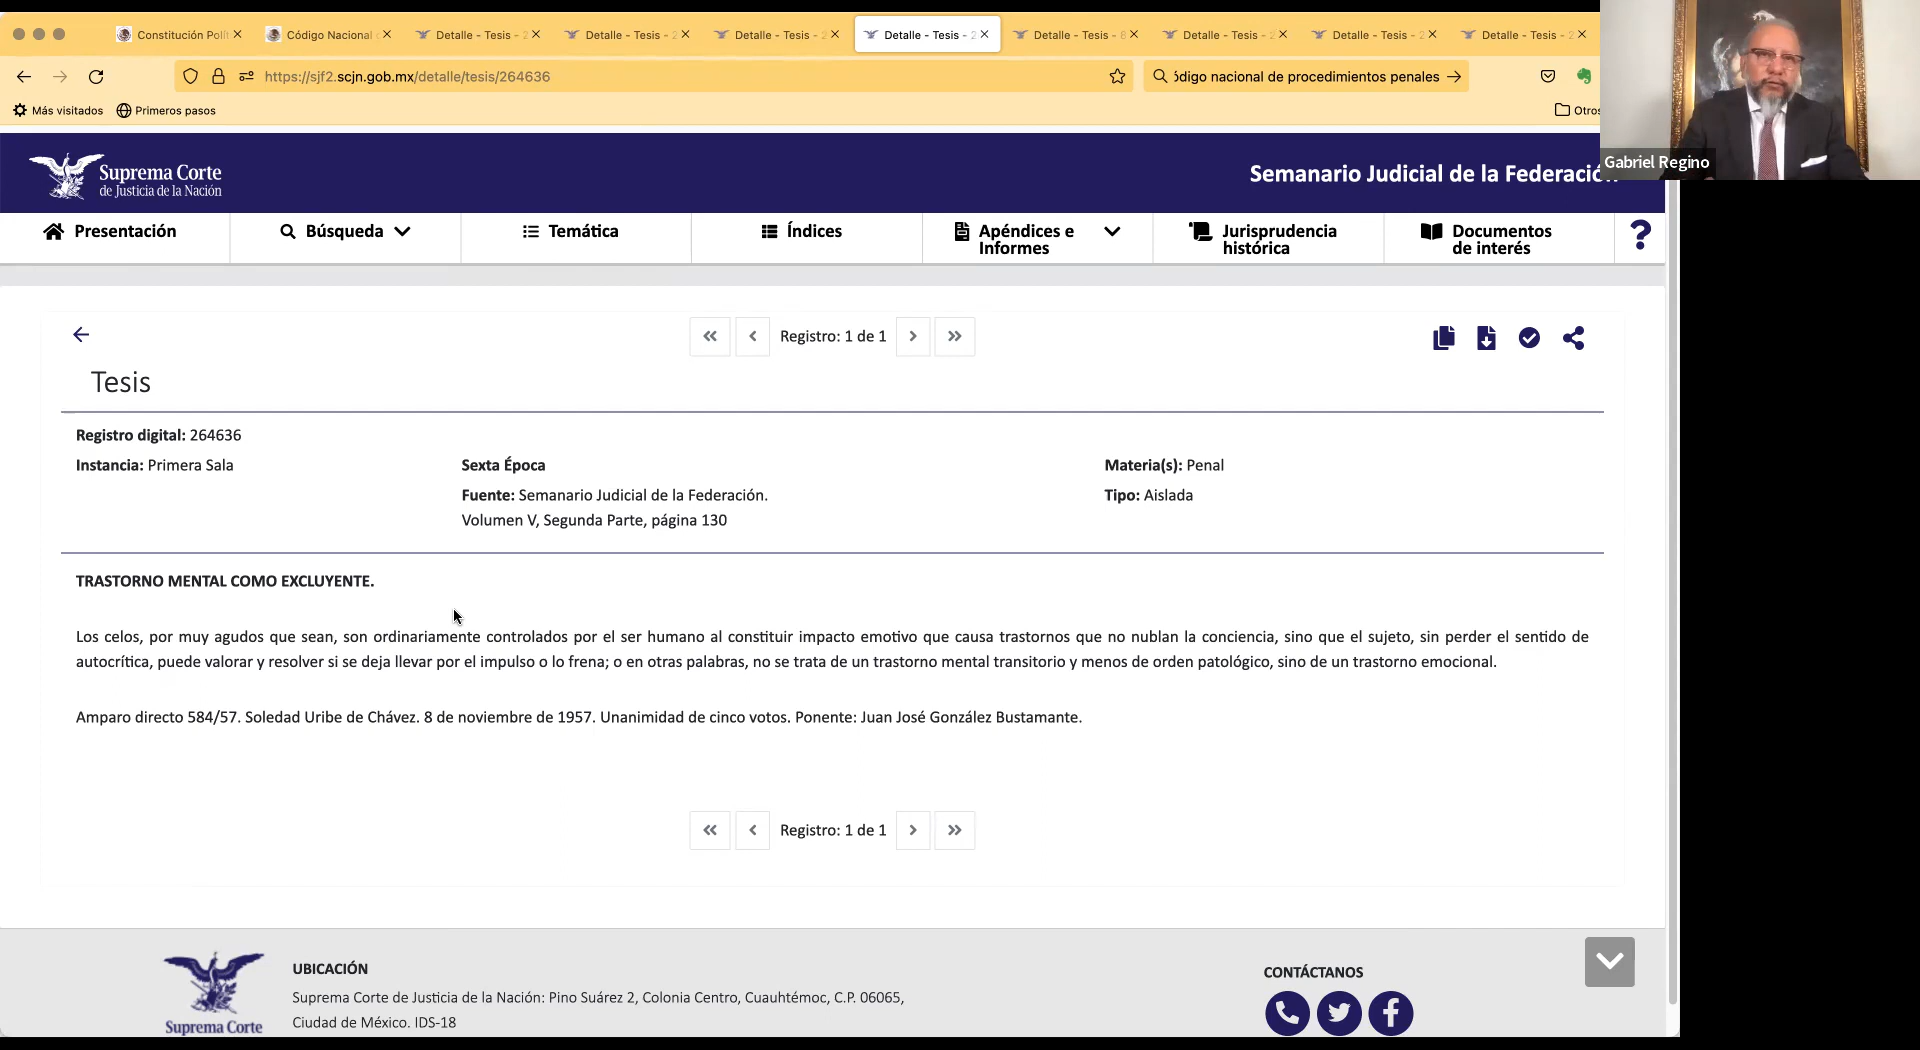 Constitución Polít
Código Nacional
Detalle - Tesis - 2
Detalle - Tesis - 2
Detalle - Tesis - 2
Detalle - Tesis - 2
Detalle - Tesis - 8
Detalle - Tesis - 2
Detalle - Tesis - 2
Detalle - Tesis - 2
https://sjf2.scjn.gob.mx/detalle/tesis/264636
ódigo nacional de procedimientos penales
Más visitados
Primeros pasos
Otros
Gabriel Regino
Suprema Corte
de Justicia de la Nación
Semanario Judicial de la Federación
Presentación
Búsqueda
Temática
Índices
Apéndices e
Informes
Jurisprudencia
histórica
Documentos
de interés
?
Registro: 1 de 1
Tesis
Registro digital: 264636
Instancia: Primera Sala
Sexta Época
Materia(s): Penal
Fuente: Semanario Judicial de la Federación.
Volumen V, Segunda Parte, página 130
Tipo: Aislada
TRASTORNO MENTAL COMO EXCLUYENTE.
Los celos, por muy agudos que sean, son ordinariamente controlados por el ser humano al constituir impacto emotivo que causa trastornos que no nublan la conciencia, sino que el sujeto, sin perder el sentido de
autocrítica, puede valorar y resolver si se deja llevar por el impulso o lo frena; o en otras palabras, no se trata de un trastorno mental transitorio y menos de orden patológico, sino de un trastorno emocional.
Amparo directo 584/57. Soledad Uribe de Chávez. 8 de noviembre de 1957. Unanimidad de cinco votos. Ponente: Juan José González Bustamante.
Registro: 1 de 1
Suprema Corte
UBICACIÓN
Suprema Corte de Justicia de la Nación: Pino Suárez 2, Colonia Centro, Cuauhtémoc, C.P. 06065,
Ciudad de México. IDS-18
CONTÁCTANOS